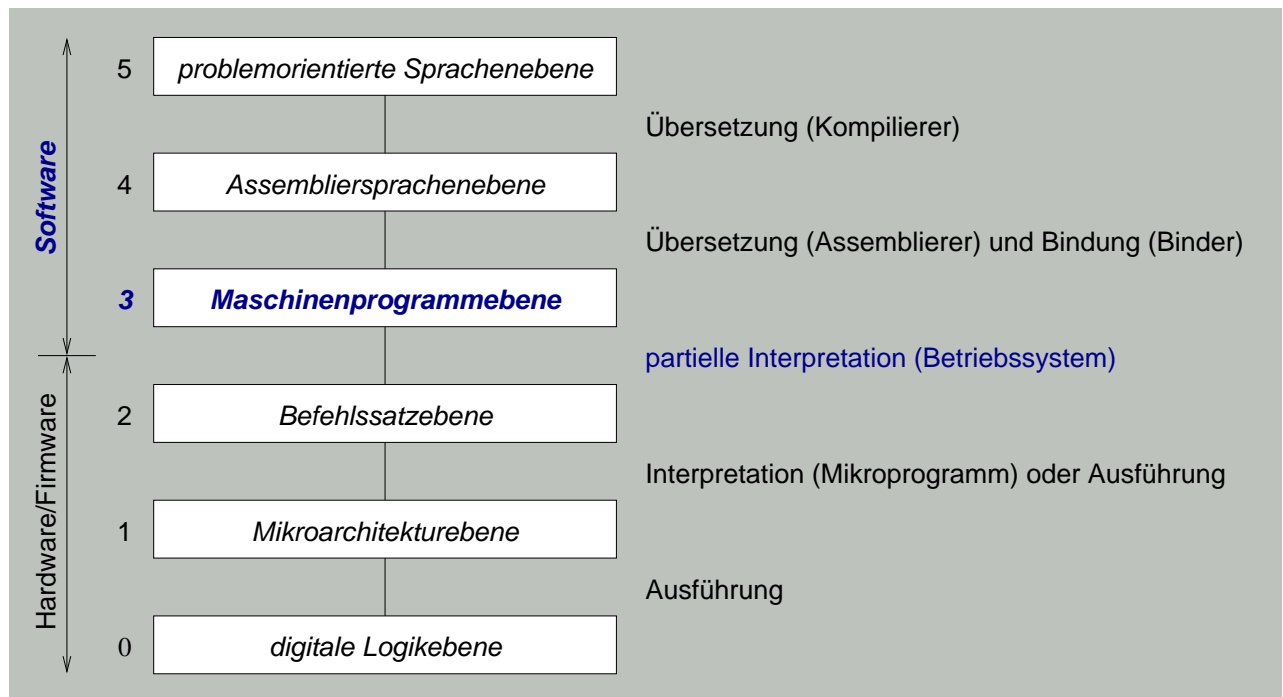 5 problemorientierte Sprachenebene
Übersetzung (Kompilierer)
4 Assembliersprachenebene
Übersetzung (Assemblierer) und Bindung (Binder)
3 Maschinenprogrammebene
partielle Interpretation (Betriebssystem)
2 Befehlssatzebene
Interpretation (Mikroprogramm) oder Ausführung
1 Mikroarchitekturebene
Ausführung
0 digitale Logikebene
Software
Hardware/Firmware